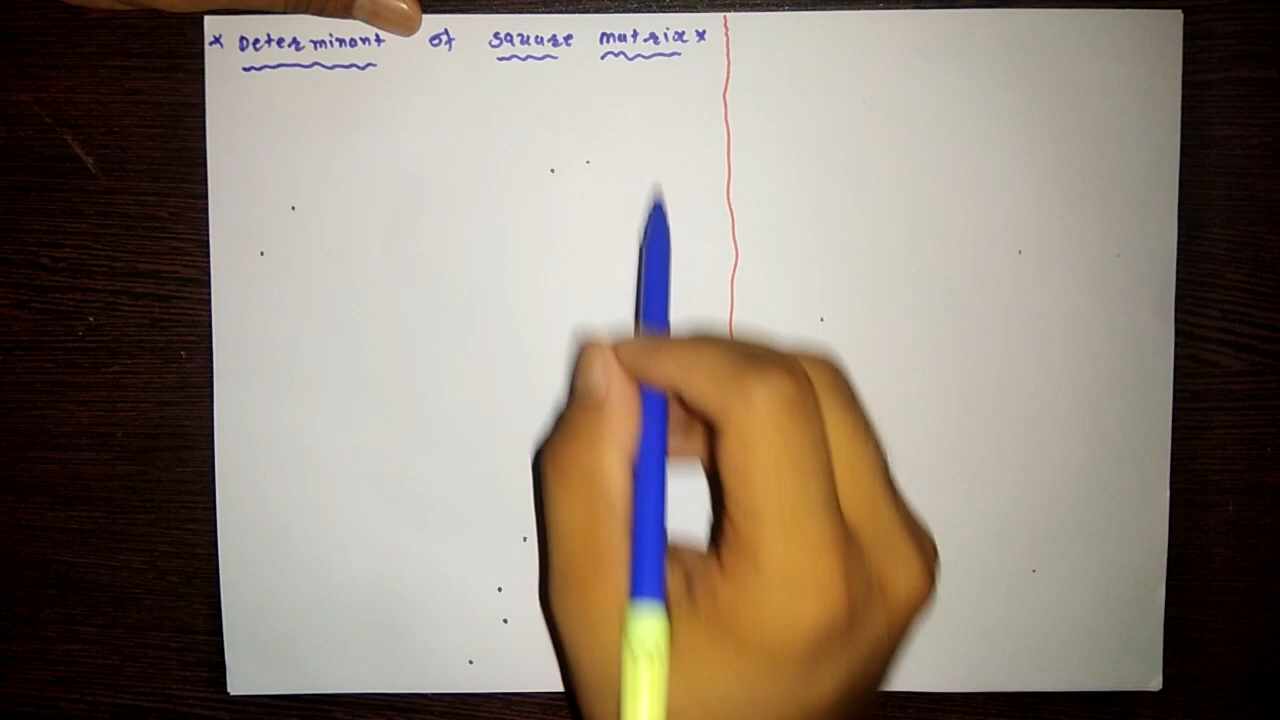 * Determinant of square matrix *